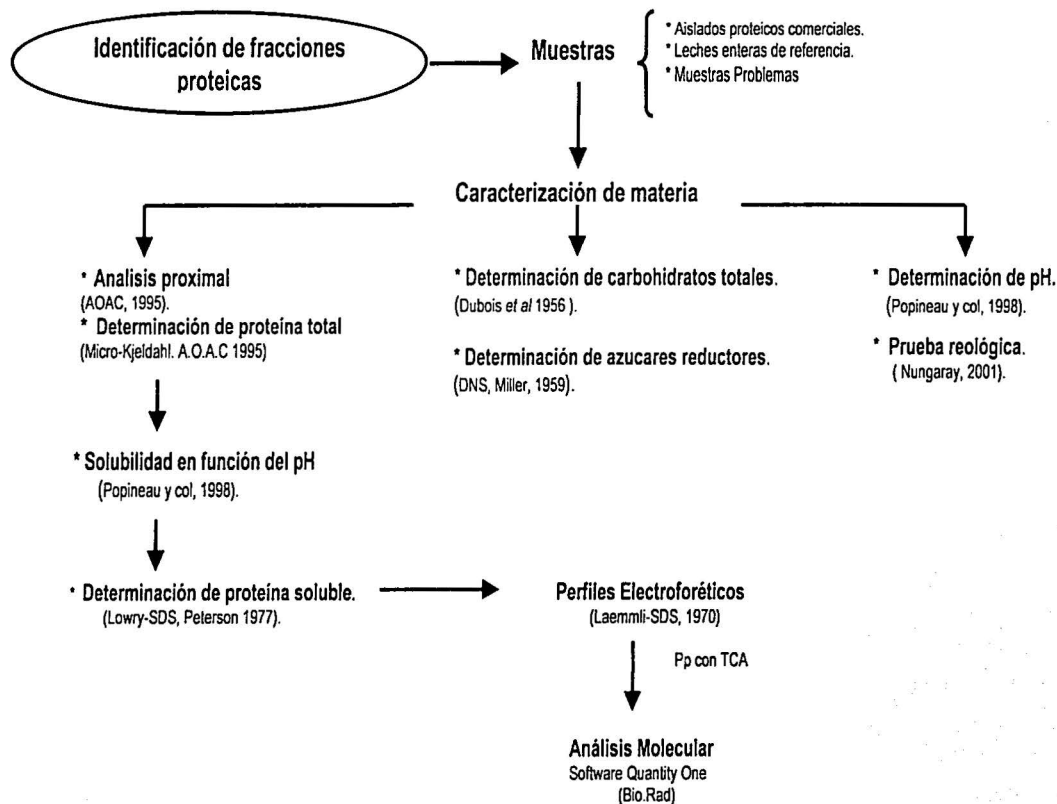 Identificación de fracciones
proteicas
Muestras
* Aislados proteicos comerciales.
* Leches enteras de referencia.
* Muestras Problemas
Caracterización de materia
* Analisis proximal
(AOAC, 1995).
* Determinación de proteína total
(Micro-Kjeldahl. A.O.A.C 1995)
* Determinación de carbohidratos totales.
(Dubois et al 1956 ).
* Determinación de azucares reductores.
(DNS, Miller, 1959).
* Determinación de pH.
(Popineau y col, 1998)
* Prueba reológica.
( Nungaray, 2001).
* Solubilidad en función del pH
(Popineau y col, 1998).
* Determinación de proteína soluble.
(Lowry-SDS, Peterson 1977).
Perfiles Electroforéticos
(Laemmli-SDS, 1970)
Pp con TCA
Análisis Molecular
Software Quantity One
(Bio.Rad)